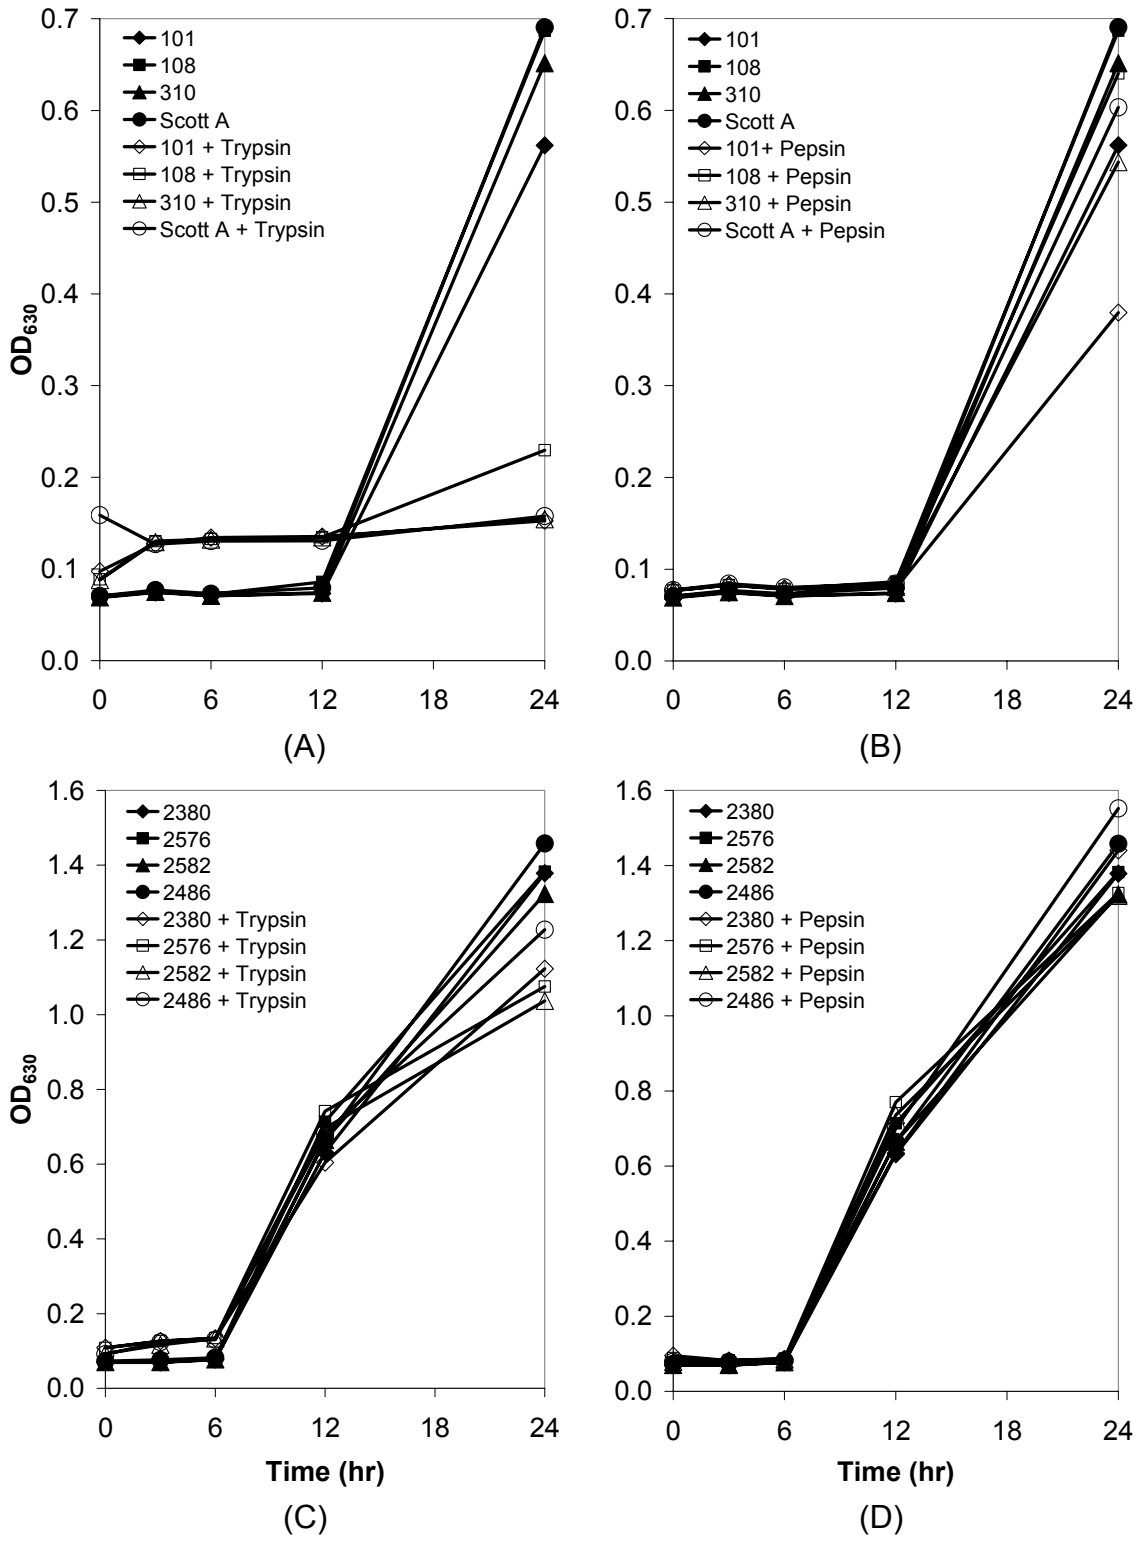 0.7
0.6
0.5
0.4
0.3
0.2
0.1
0.0
OD630
101
108
310
Scott A
101 + Trypsin
108 + Trypsin
310 + Trypsin
Scott A + Trypsin
0 6 12 18 24
(A)
0.7
0.6
0.5
0.4
0.3
0.2
0.1
0.0
101
108
310
Scott A
101+ Pepsin
108 + Pepsin
310 + Pepsin
Scott A + Pepsin
0 6 12 18 24
(B)
1.6
1.4
1.2
1.0
0.8
0.6
0.4
0.2
0.0
OD630
2380
2576
2582
2486
2380 + Trypsin
2576 + Trypsin
2582 + Trypsin
2486 + Trypsin
0 6 12 18 24
Time (hr)
(C)
1.6
1.4
1.2
1.0
0.8
0.6
0.4
0.2
0.0
2380
2576
2582
2486
2380 + Pepsin
2576 + Pepsin
2582 + Pepsin
2486 + Pepsin
0 6 12 18 24
Time (hr)
(D)